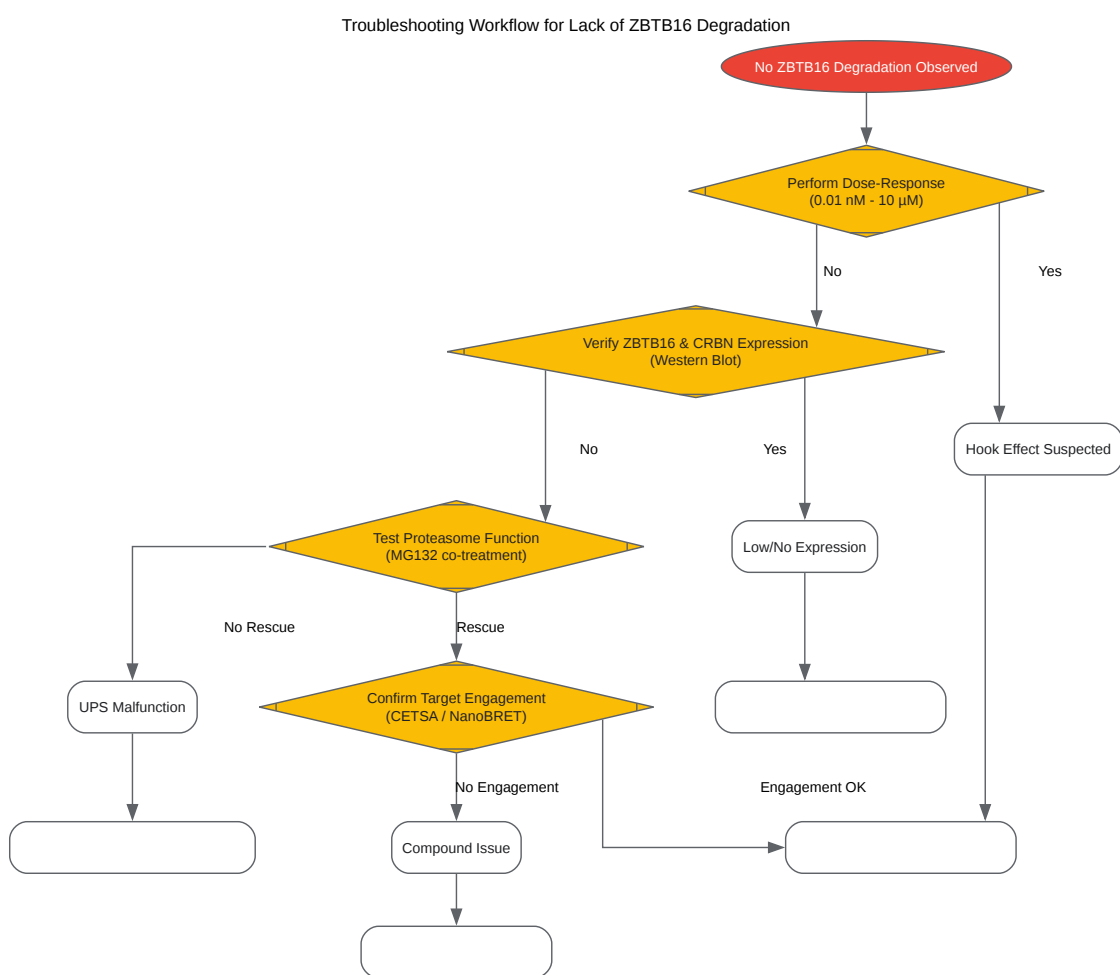 Troubleshooting Workflow for Lack of ZBTB16 Degradation
No ZBTB16 Degradation Observed
Perform Dose-Response
(0.01 nM - 10 µM)
No
Yes
Verify ZBTB16 & CRBN Expression
(Western Blot)
No
Yes
Hook Effect Suspected
Test Proteasome Function
(MG132 co-treatment)
Low/No Expression
No Rescue
Rescue
UPS Malfunction
Confirm Target Engagement
(CETSA / NanoBRET)
No Engagement
Engagement OK
Compound Issue